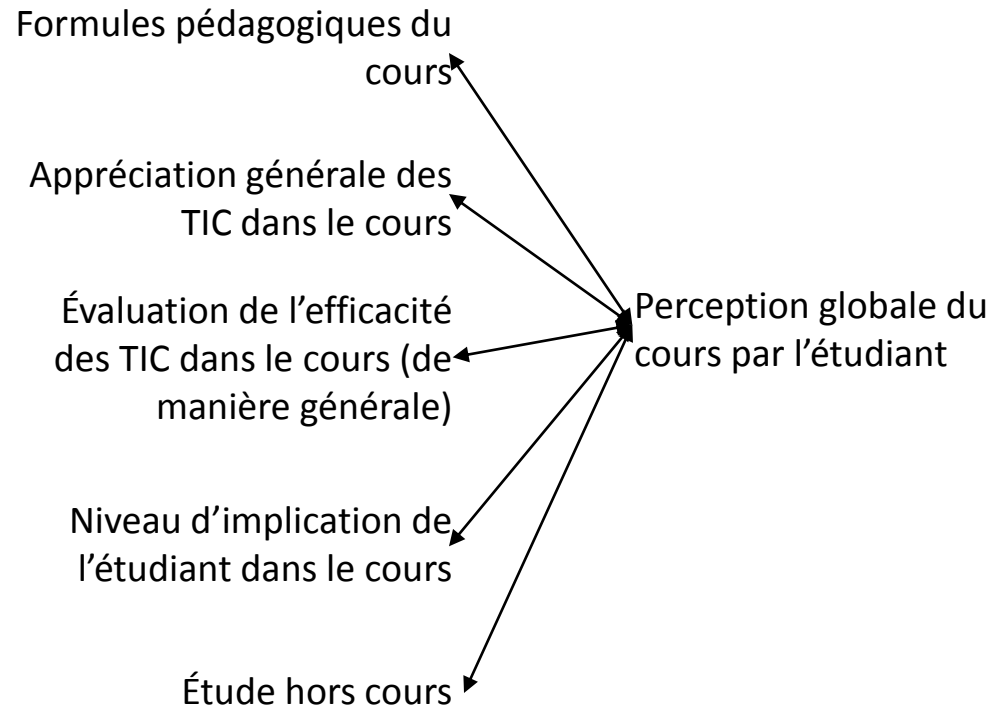 Formules pédagogiques du
cours
Appréciation générale des
TIC dans le cours
Évaluation de l’efficacité
des TIC dans le cours (de
manière générale)
Niveau d’implication de
l’étudiant dans le cours
Étude hors cours
Perception globale du
cours par l’étudiant